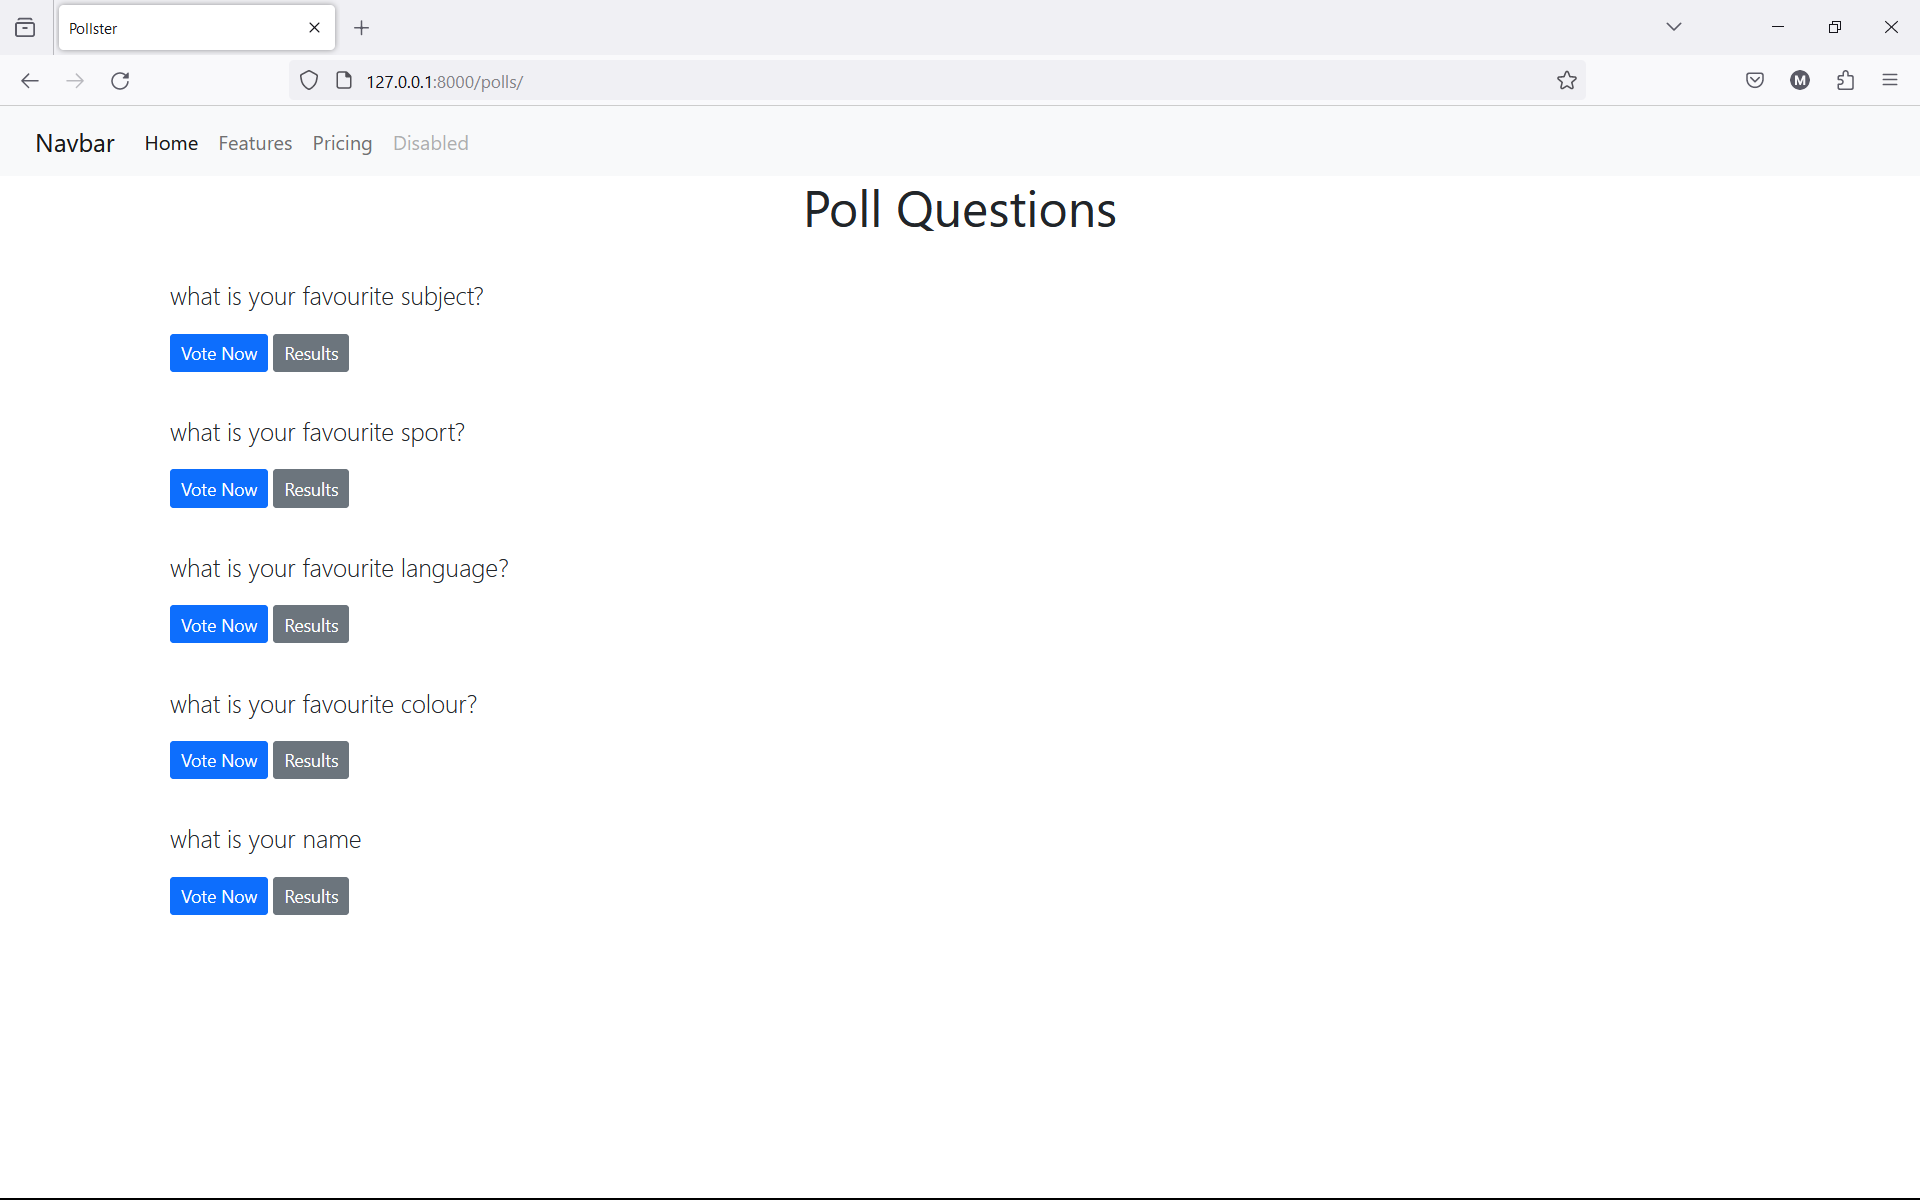 Pollster
127.0.0.1:8000/polls/
M
Navbar Home Features Pricing Disabled
Poll Questions
what is your favourite subject?
Vote Now Results
what is your favourite sport?
Vote Now Results
what is your favourite language?
Vote Now Results
what is your favourite colour?
Vote Now Results
what is your name
Vote Now Results